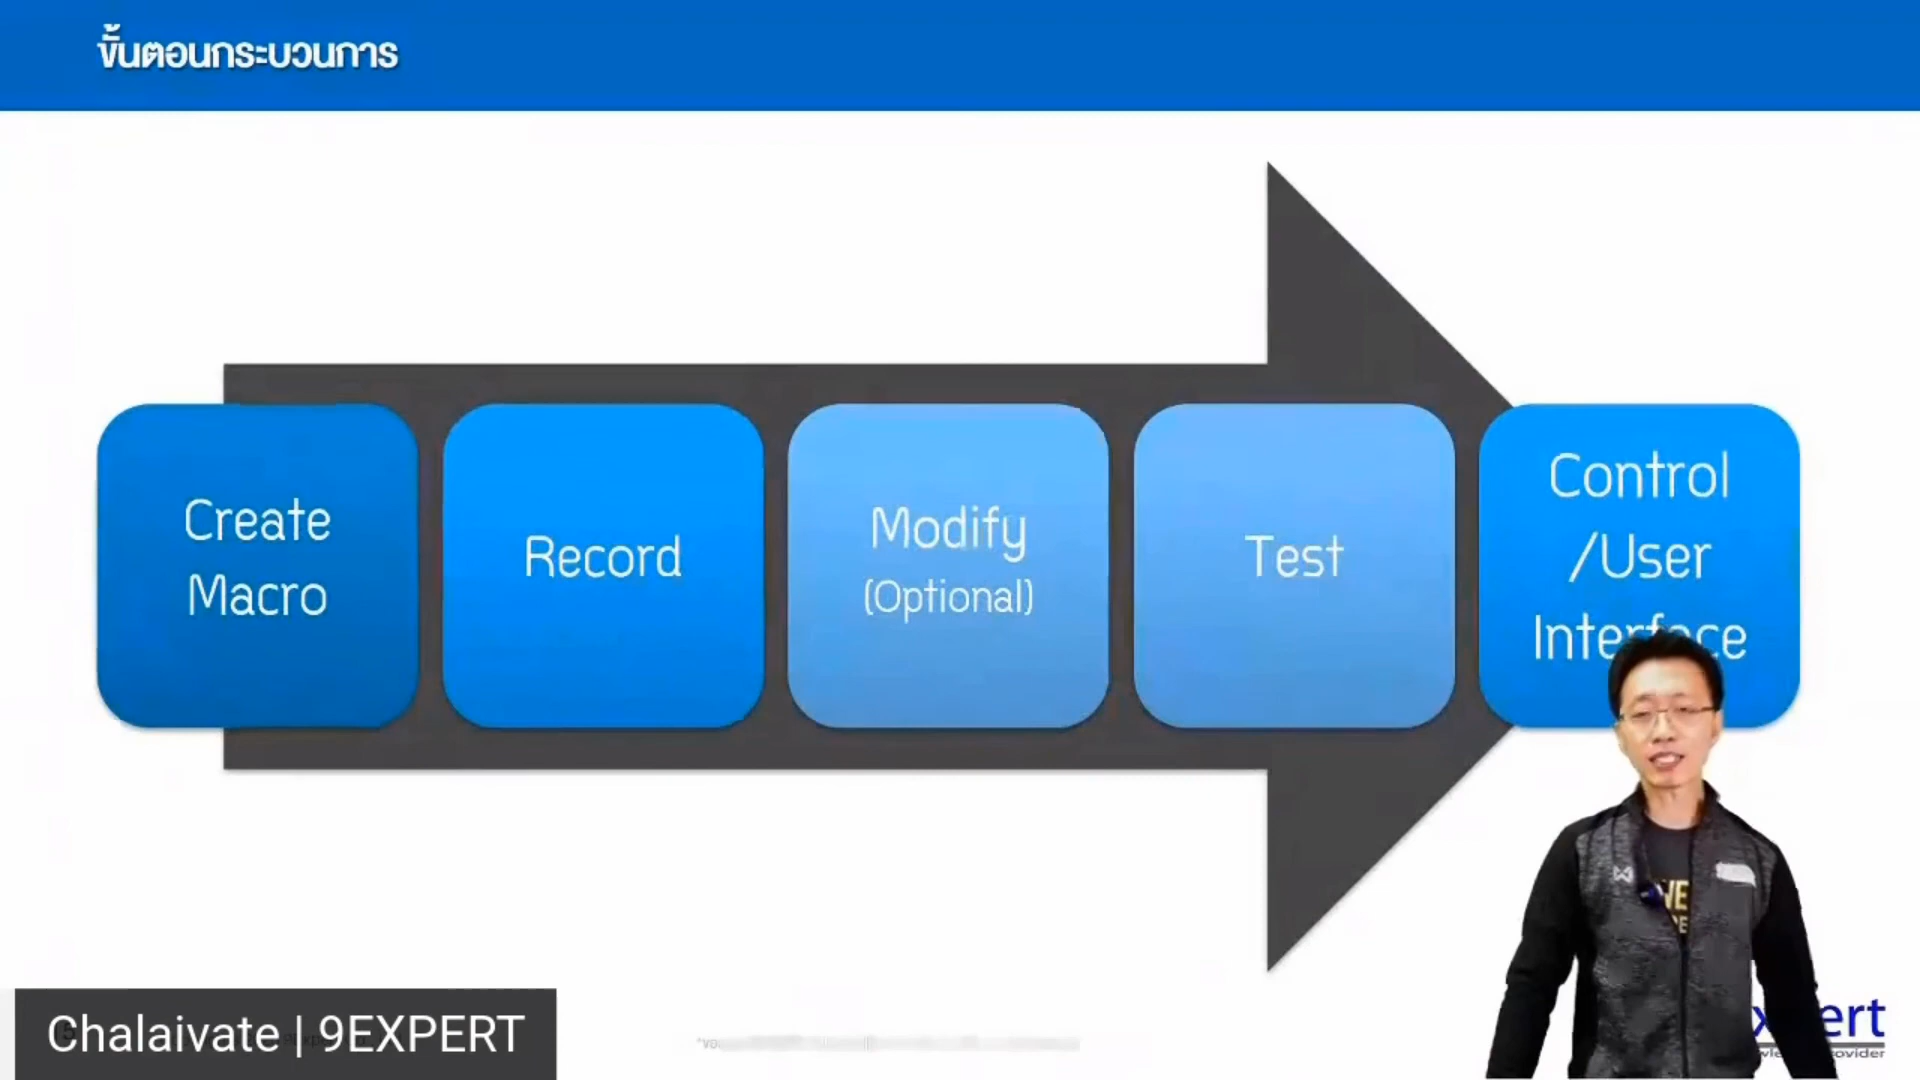 ขั้นตอนกระบวนการ
Create
Macro
Record
Modify
(Optional)
Test
Control
/User
Interface
Chalaivate | 9EXPERT